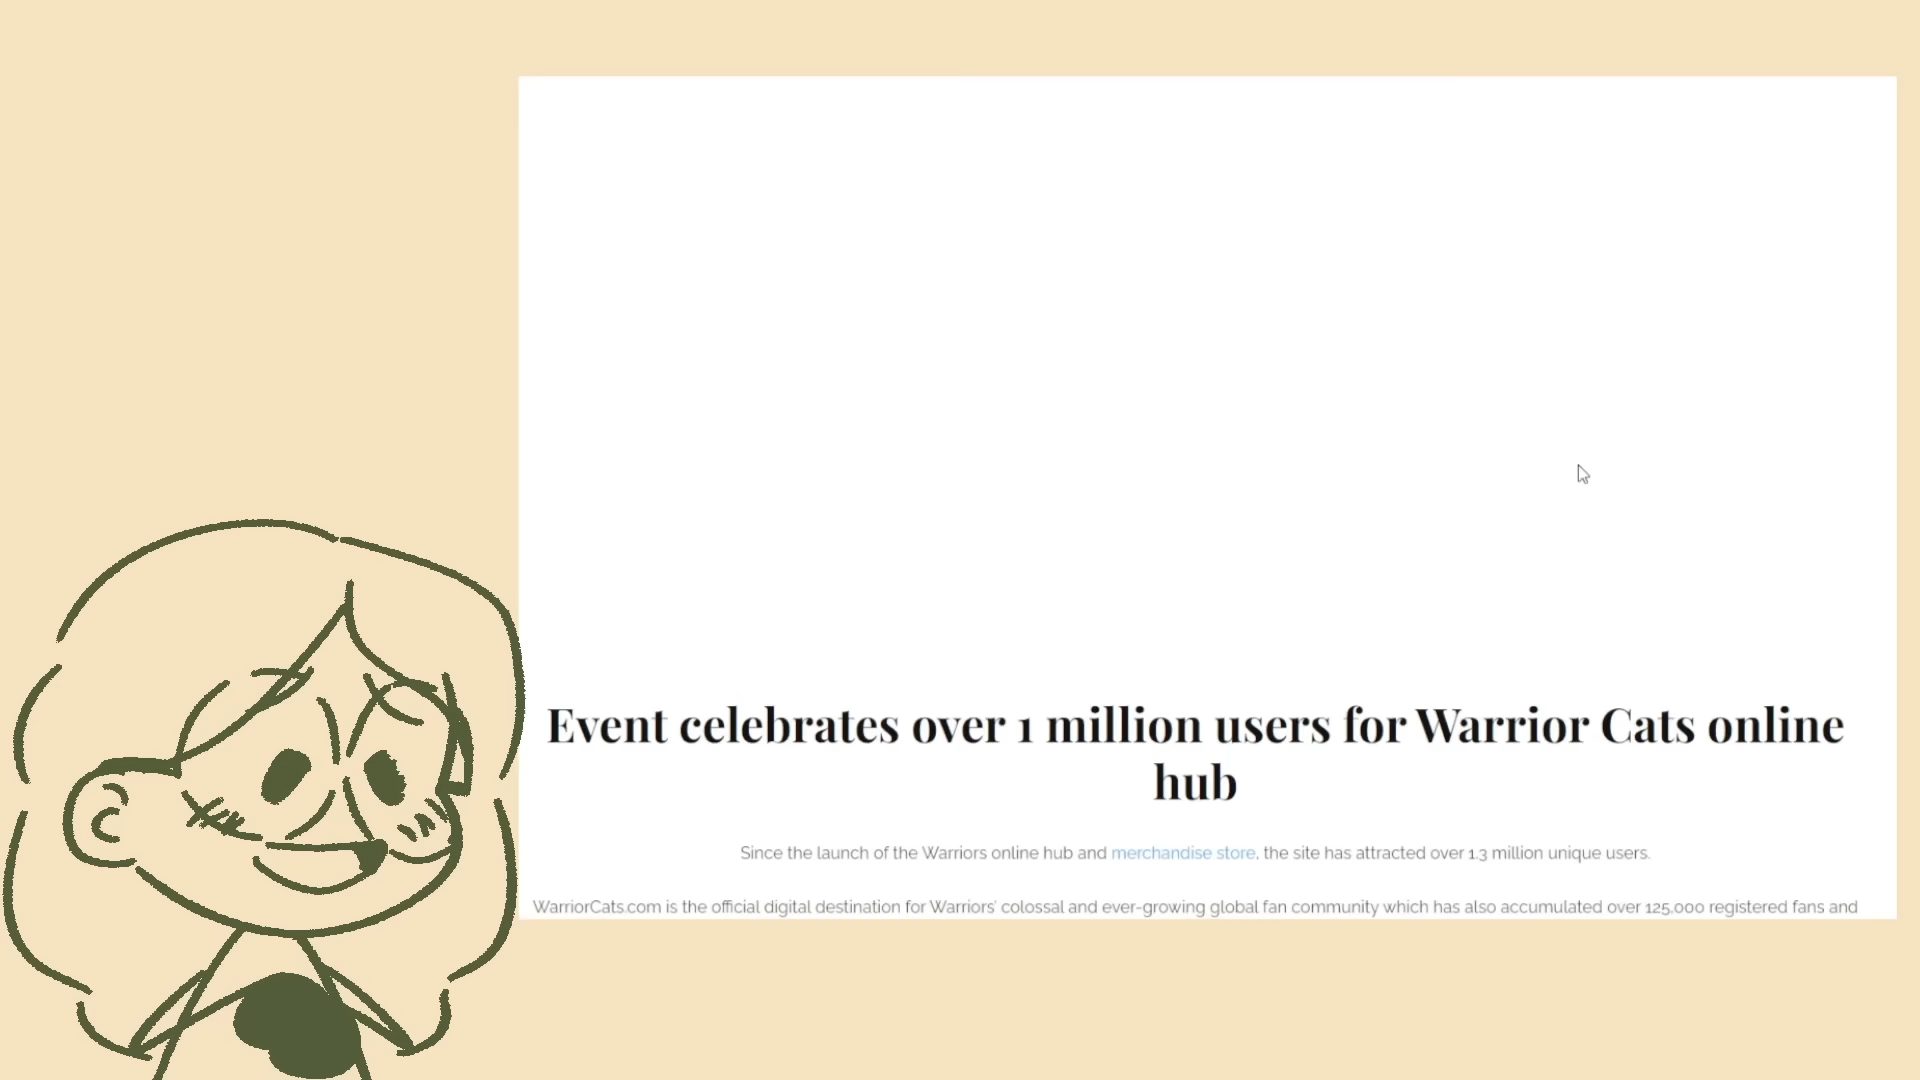 Event celebrates over 1 million users for Warrior Cats online
hub
Since the launch of the Warriors online hub and merchandise store, the site has attracted over 1.3 million unique users.
WarriorCats.com is the official digital destination for Warriors' colossal and ever-growing global fan community which has also accumulated over 125,000 registered fans and